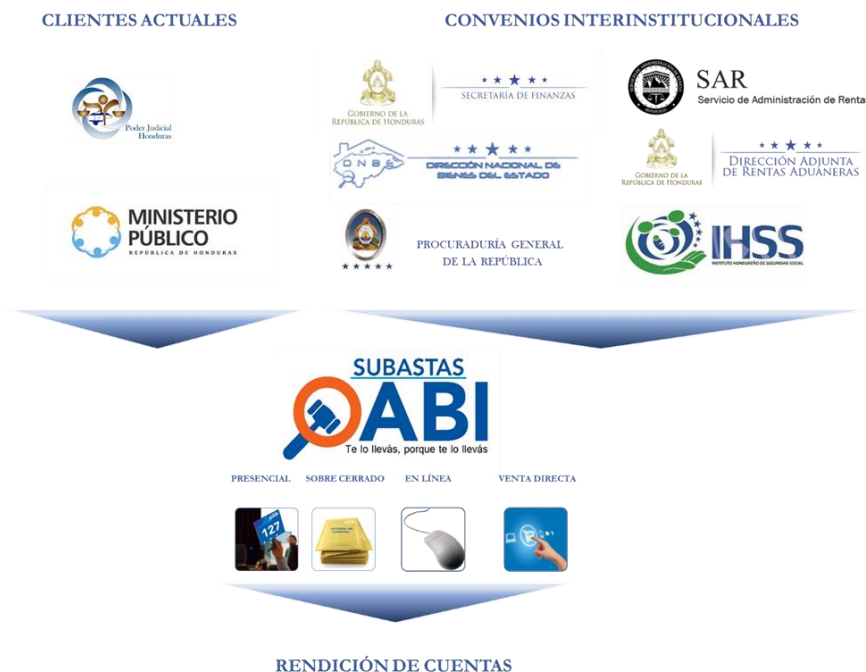 CLIENTES ACTUALES
CONVENIOS INTERINSTITUCIONALES
Poder Judicial
Honduras
GOBIERNO DE LA
REPÚBLICA DE HONDURAS
SECRETARÍA DE FINANZAS
SAR
Servicio de Administración de Renta
DNBE
DIRECCIÓN NACIONAL DE
BIENES DEL ESTADO
GOBIERNO DE LA
REPÚBLICA DE HONDURAS
DIRECCIÓN ADJUNTA
DE RENTAS ADUANERAS
MINISTERIO
PÚBLICO
REPÚBLICA DE HONDURAS
PROCURADURÍA GENERAL
DE LA REPÚBLICA
IHSS
INSTITUTO HONDUREÑO DE SEGURIDAD SOCIAL
SUBASTAS
OABI
Te lo llevás, porque te lo llevás
PRESENCIAL
SOBRE CERRADO
EN LÍNEA
VENTA DIRECTA
127
RENDICIÓN DE CUENTAS